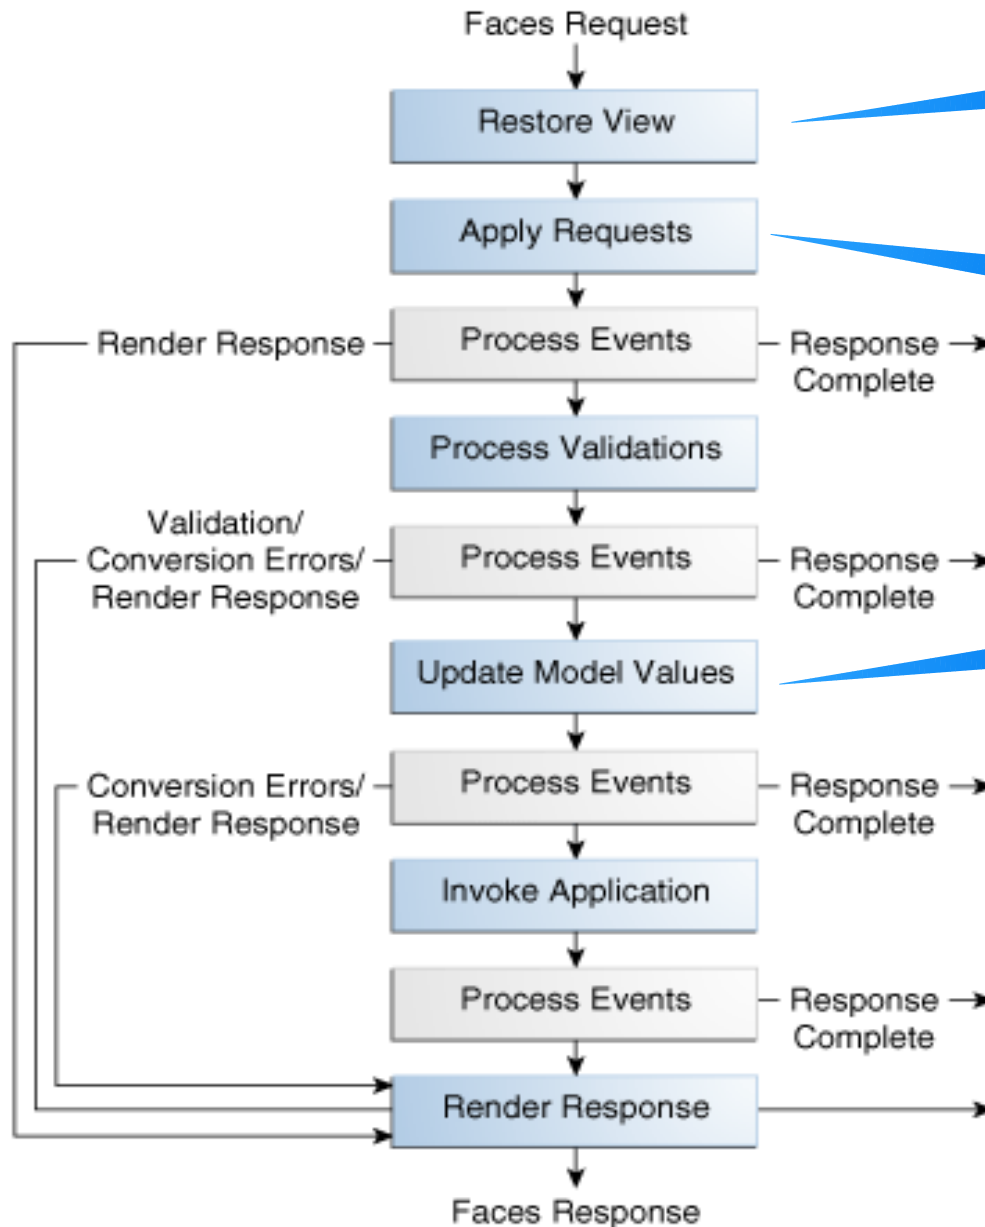 Faces Request
Restore View
Apply Requests
Render Response
Process Events
Response
Complete
Process Validations
Validation/
Conversion Errors/
Render Response
Process Events
Response
Complete
Update Model Values
Conversion Errors/
Render Response
Process Events
Response
Complete
Invoke Application
Process Events
Response
Complete
Render Response
Faces Response